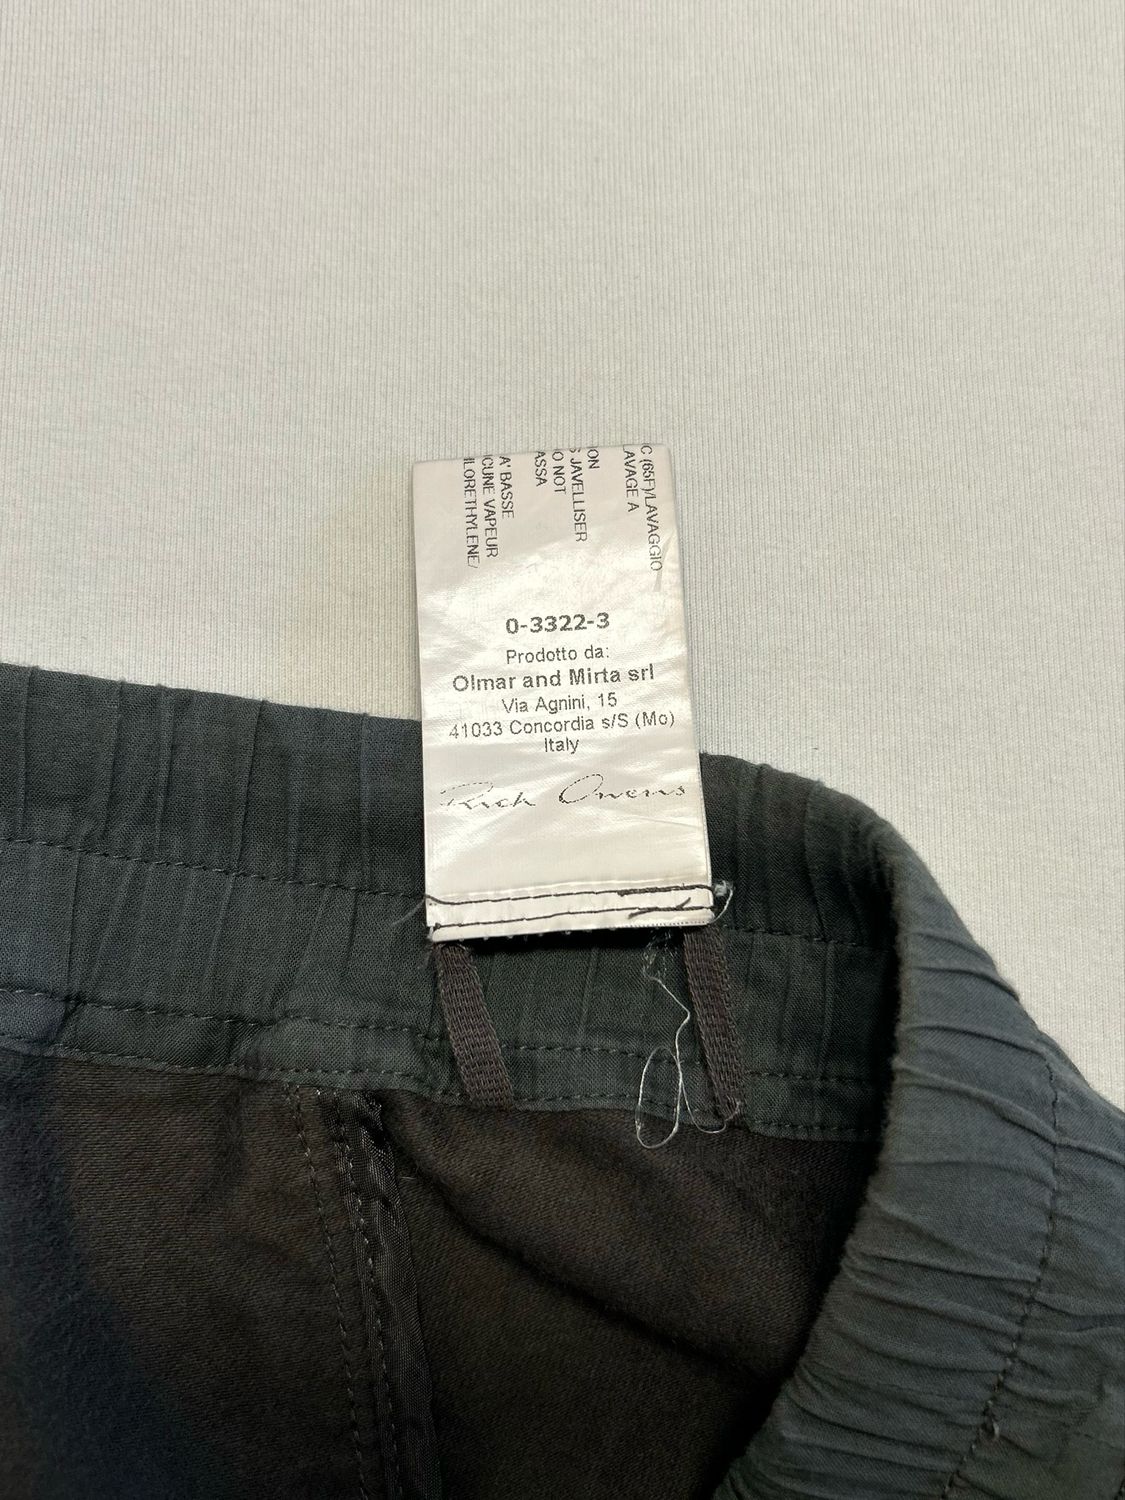 C (65F)/LAVAGGIO
AVAGE A
ON
S JAVELLISER
O NOT
ASSA
A' BASSE
CUNE VAPEUR
LORETHYLENE/
0-3322-3
Prodotto da:
Olmar and Mirta srl
Via Agnini, 15
41033 Concordia s/S (Mo)
Italy
Rick Owens